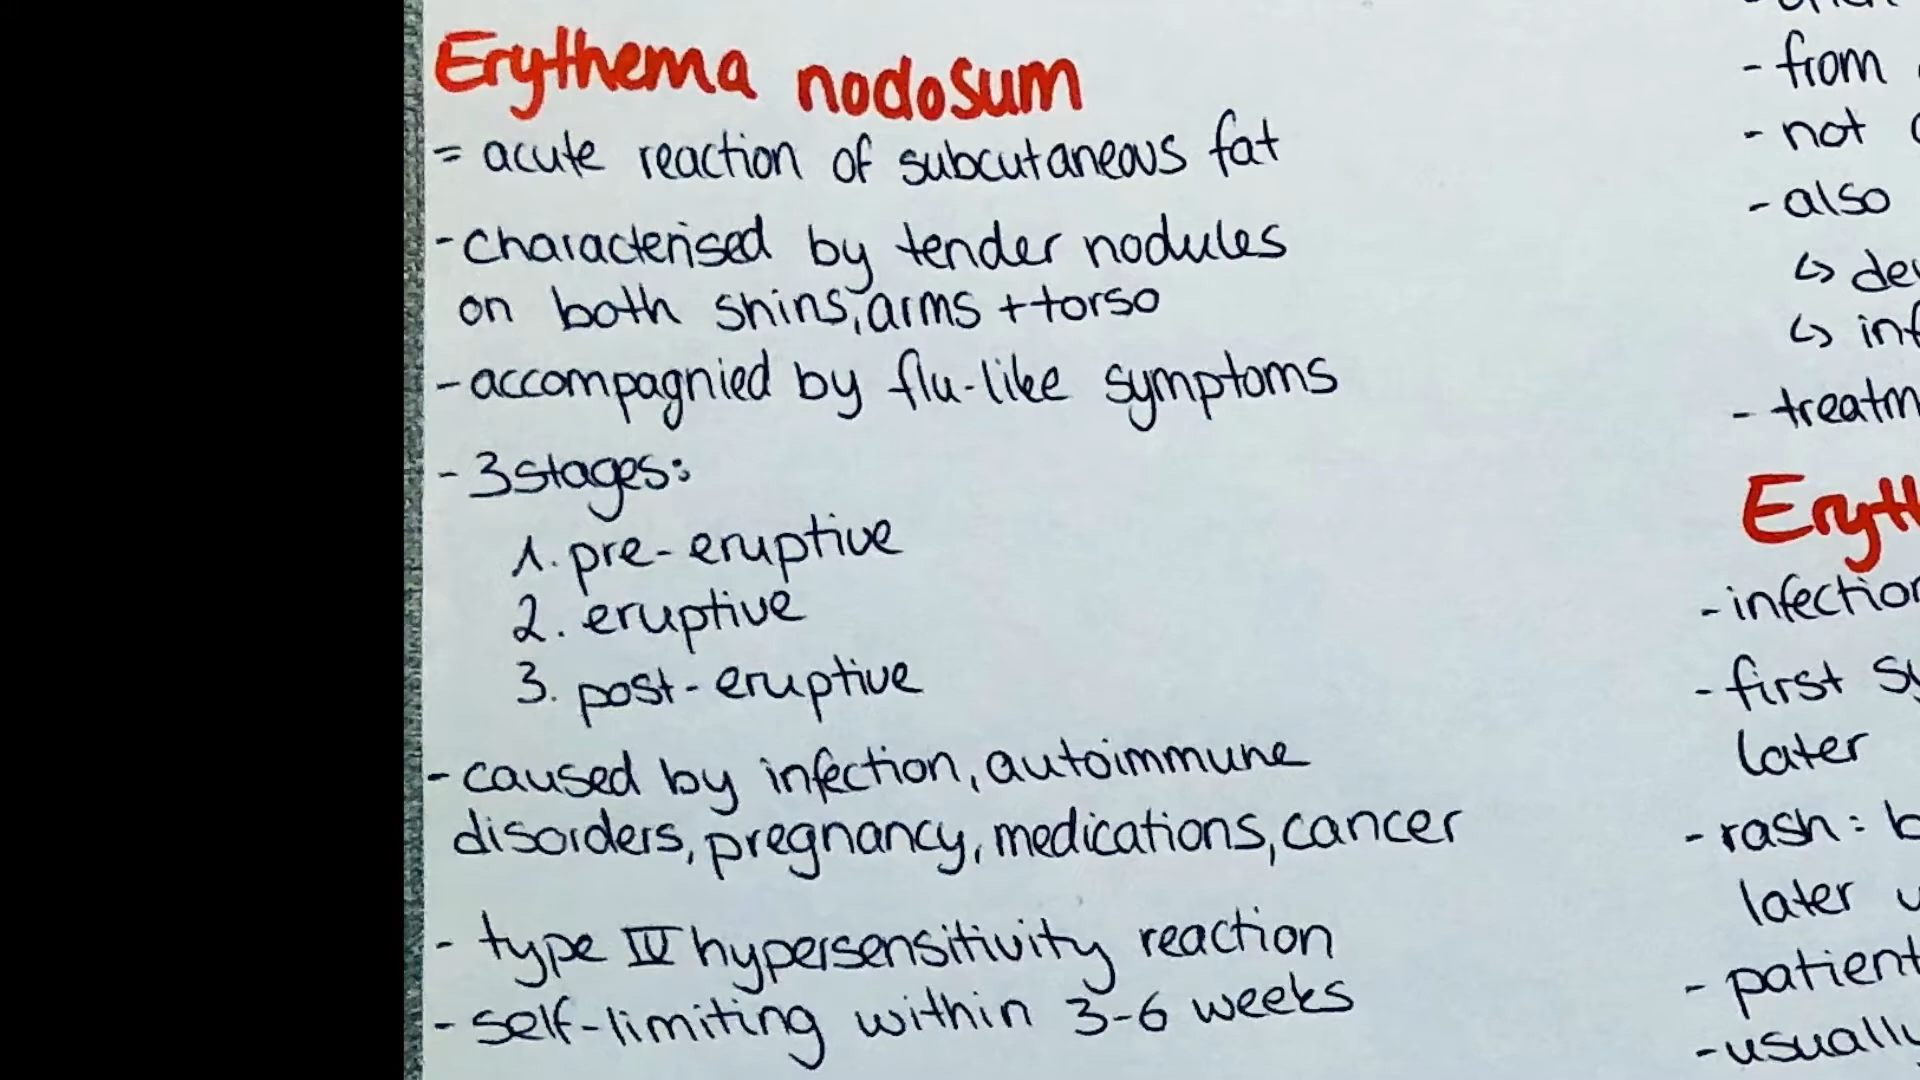 Erythema nodosum
= acute reaction of subcutaneous fat
- characterised by tender nodules
on both shins, arms + torso
- accompagnied by flu-like symptoms
- 3 stages:
1. pre-eruptive
2. eruptive
3. post-eruptive
- caused by infection, autoimmune
disorders, pregnancy, medications, cancer
- type IV hypersensitivity reaction
- self-limiting within 3-6 weeks
- from
- not
- also
↳
↳
-
- 
- first
later
- rash:
later
-
- usually